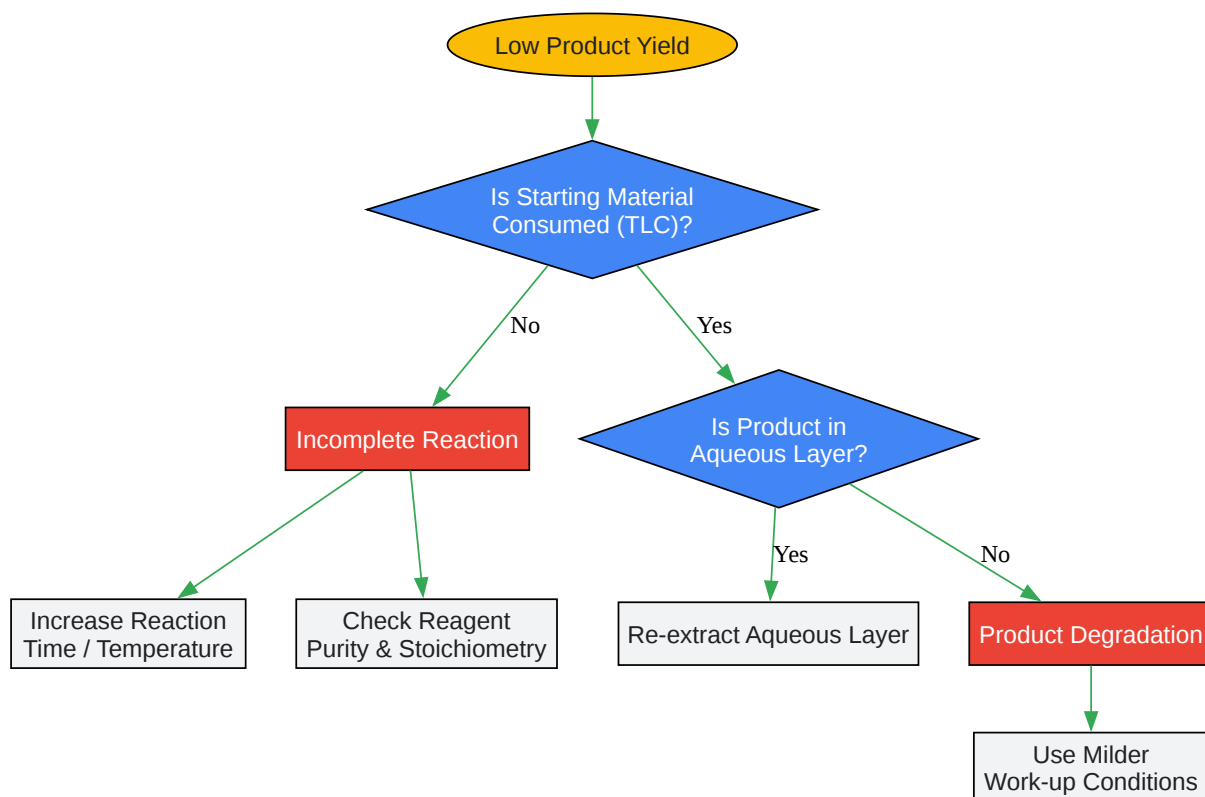 Low Product Yield
Is Starting Material
Consumed (TLC)?
No
Yes
Incomplete Reaction
Is Product in
Aqueous Layer?
Yes
No
Increase Reaction
Time / Temperature
Check Reagent
Purity & Stoichiometry
Re-extract Aqueous Layer
Product Degradation
Use Milder
Work-up Conditions